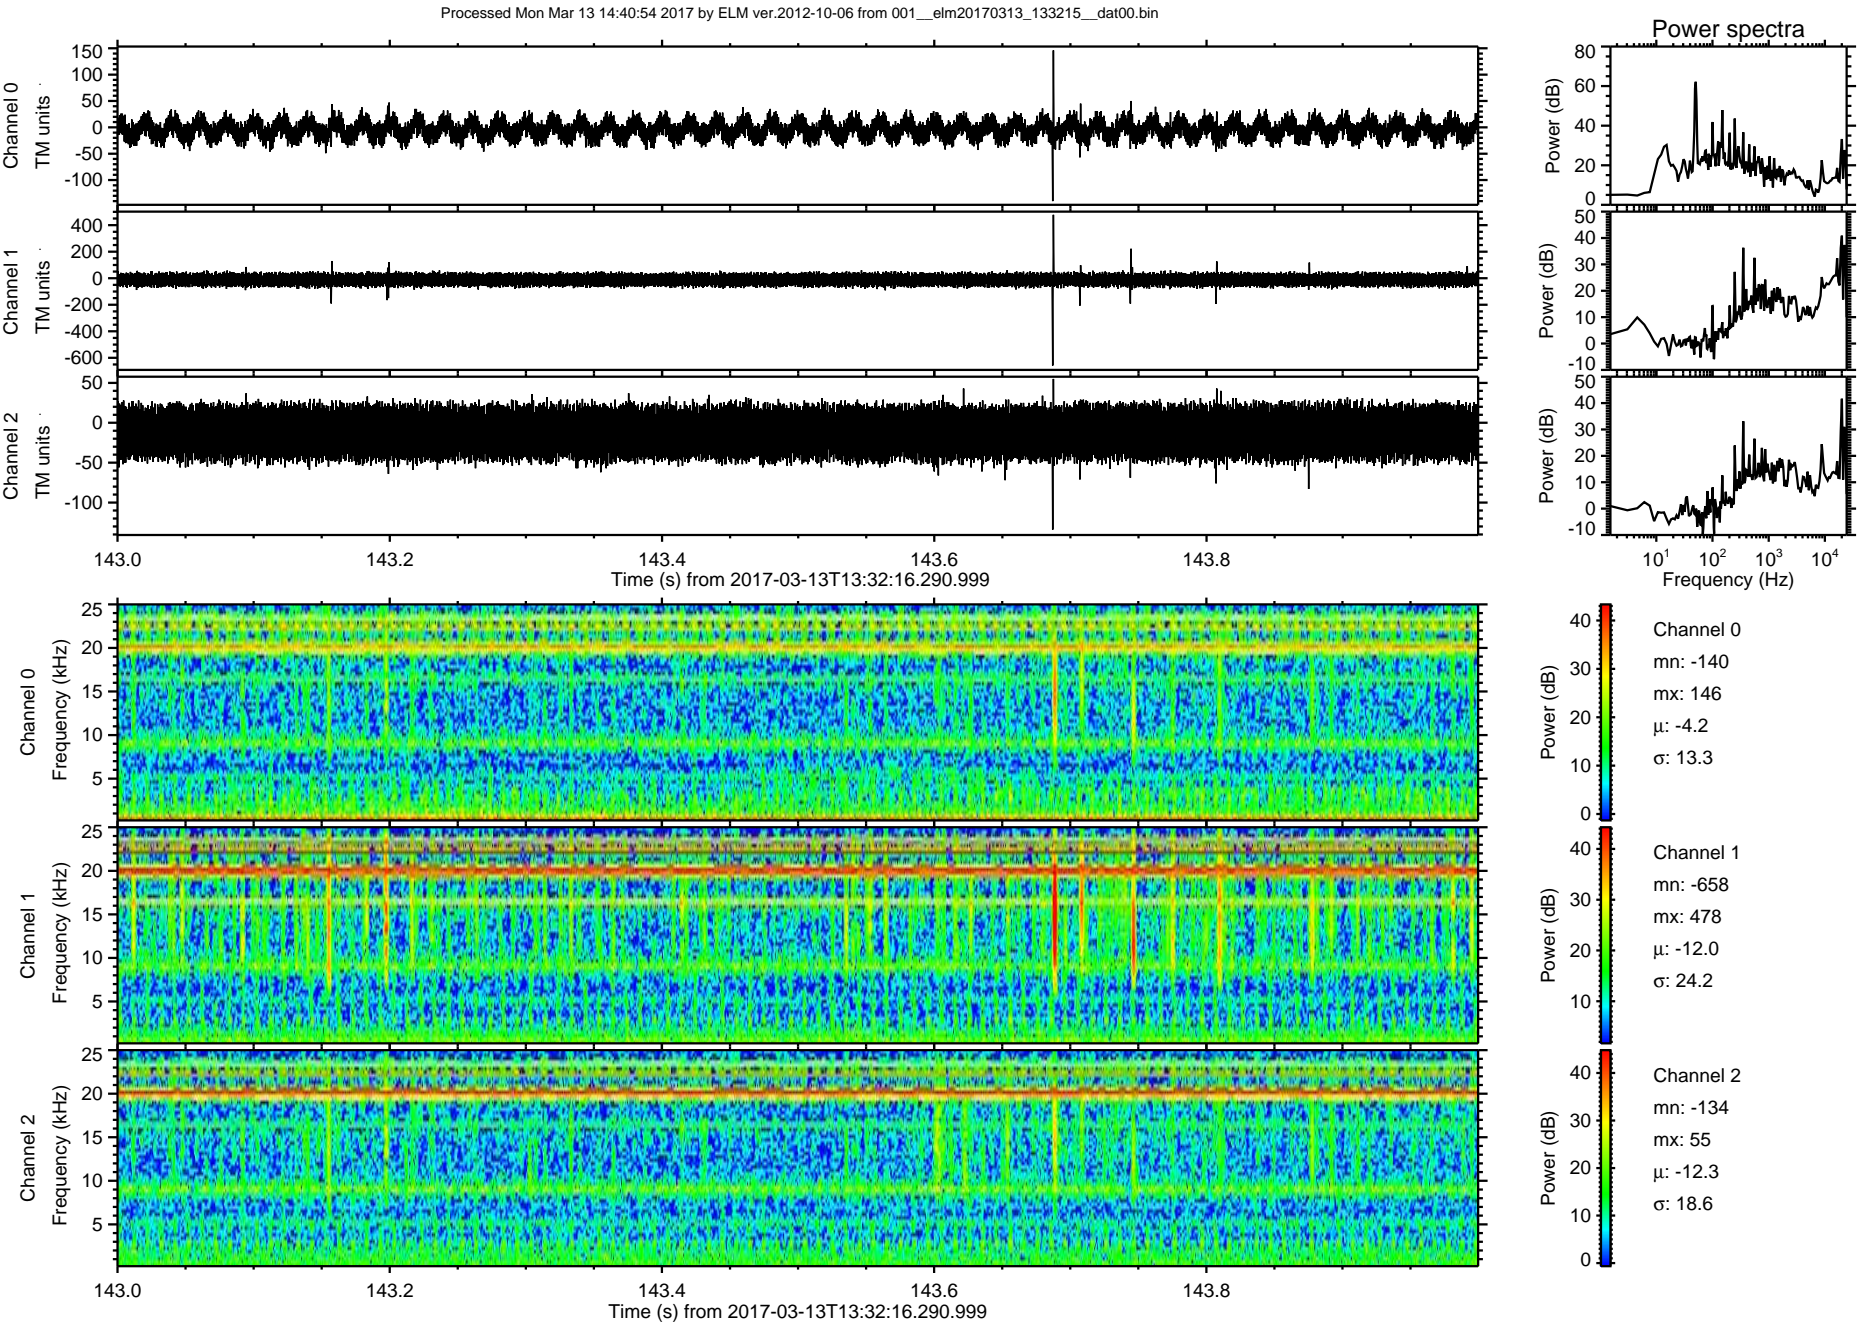 Processed Mon Mar 13 14:40:54 2017 by ELM ver.2012-10-06 from 001__elm20170313_133215__dat00.bin
Power spectra
Channel 0
TM units
150
100
50
0
-50
-100
Power (dB)
80
60
40
20
0
Channel 1
TM units
400
200
0
-200
-400
-600
Power (dB)
50
40
30
20
10
0
-10
Channel 2
TM units
50
0
-50
-100
Power (dB)
50
40
30
20
10
0
-10
143.0 143.2 143.4 143.6 143.8
Time (s) from 2017-03-13T13:32:16.290.999
10^1 10^2 10^3 10^4
Frequency (Hz)
Channel 0
Frequency (kHz)
25
20
15
10
5
Power (dB)
40
30
20
10
0
Channel 0
mn: -140
mx: 146
μ: -4.2
σ: 13.3
Channel 1
Frequency (kHz)
25
20
15
10
5
Power (dB)
40
30
20
10
Channel 1
mn: -658
mx: 478
μ: -12.0
σ: 24.2
Channel 2
Frequency (kHz)
25
20
15
10
5
Power (dB)
40
30
20
10
0
Channel 2
mn: -134
mx: 55
μ: -12.3
σ: 18.6
143.0 143.2 143.4 143.6 143.8
Time (s) from 2017-03-13T13:32:16.290.999